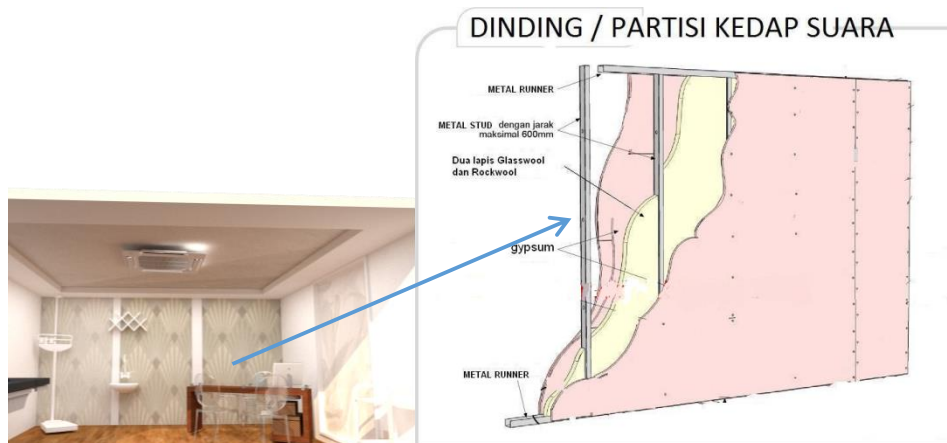 DINDING / PARTISI KEDAP SUARA
METAL RUNNER
METAL STUD dengan jarak
maksimal 600mm
Dua lapis Glasswool
dan Rockwool
gypsum
METAL RUNNER